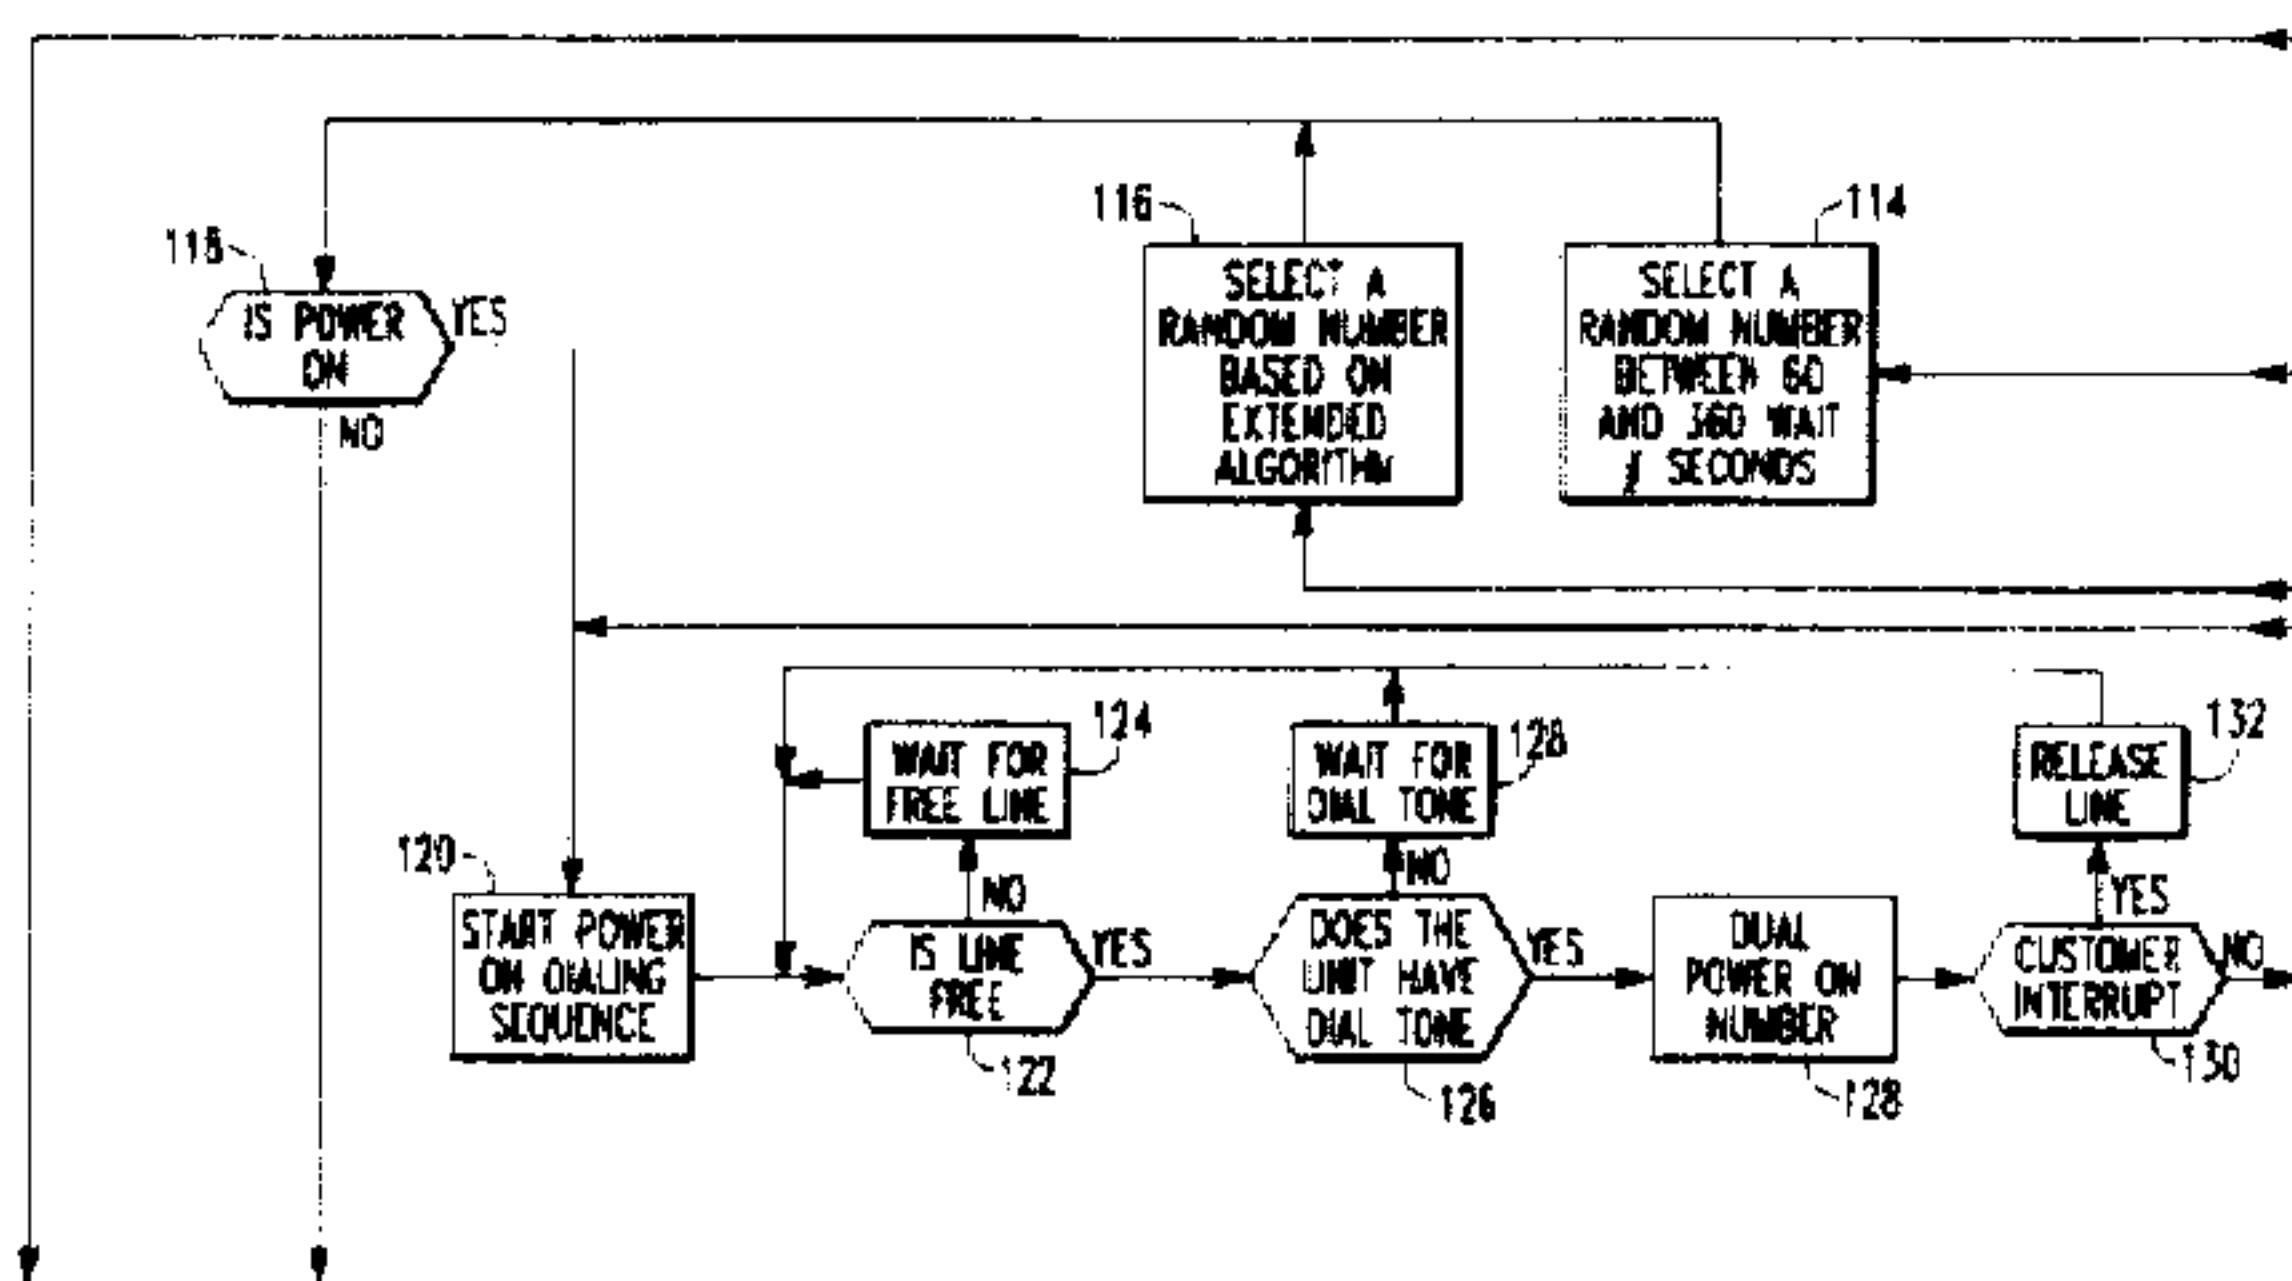 116
114
118
IS POWER
ON
YES
NO
SELECT A
RANDOM NUMBER
BASED ON
EXTENDED
ALGORITHM
SELECT A
RANDOM NUMBER
BETWEEN 60
AND 360 WAIT
SECONDS
124
WAIT FOR
FREE LINE
NO
128
WAIT FOR
DIAL TONE
NO
132
RELEASE
LINE
YES
120
START POWER
ON DIALING
SEQUENCE
IS LINE
FREE
YES
122
DOES THE
UNIT HAVE
DIAL TONE
YES
126
DUAL
POWER ON
NUMBER
128
CUSTOMER
INTERRUPT
NO
130